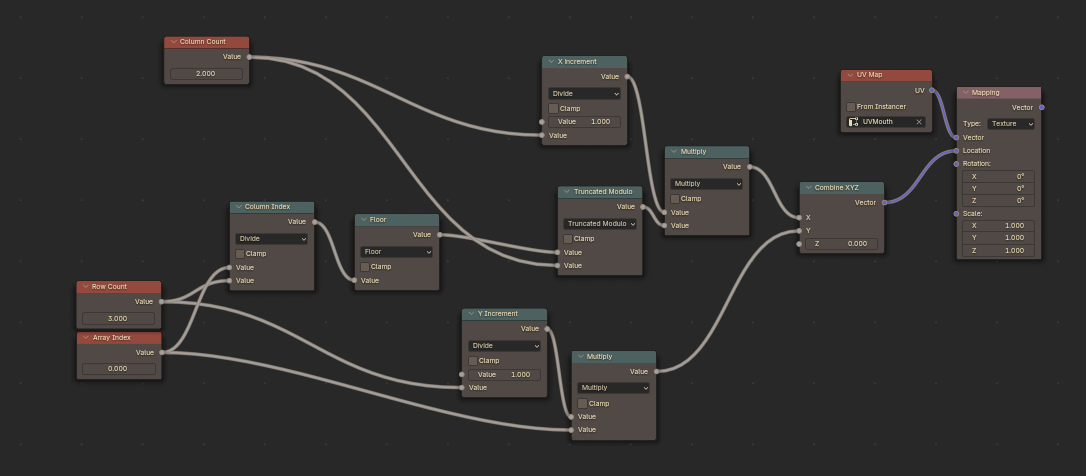 Column Count
Value
2.000
X Increment
Value
Divide
Clamp
Value 1.000
Value
UV Map
UV
From Instancer
UVMouth
Mapping
Vector
Type: Texture
Vector
Location
Rotation:
X 0°
Y 0°
Z 0°
Scale:
X 1.000
Y 1.000
Z 1.000
Multiply
Value
Multiply
Clamp
Value
Value
Combine XYZ
Vector
X
Y
Z 0.000
Truncated Modulo
Value
Truncated Modulo
Clamp
Value
Value
Column Index
Value
Divide
Clamp
Value
Value
Floor
Value
Floor
Clamp
Value
Row Count
Value
3.000
Array Index
Value
0.000
Y Increment
Value
Divide
Clamp
Value 1.000
Value
Multiply
Value
Multiply
Clamp
Value
Value